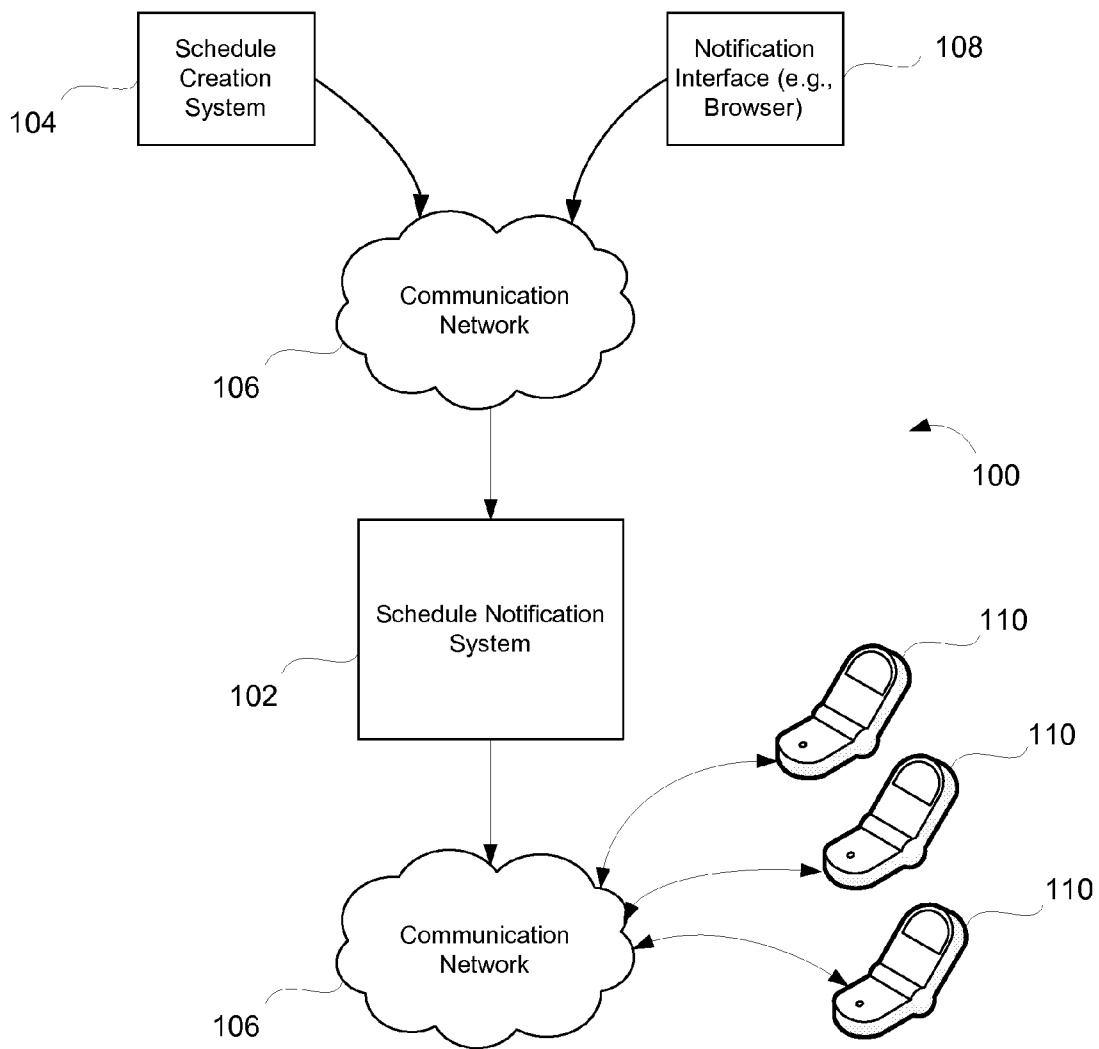 Schedule
Creation
System
104
Notification
Interface (e.g.,
Browser)
108
Communication
Network
106
100
Schedule Notification
System
102
110
110
110
Communication
Network
106